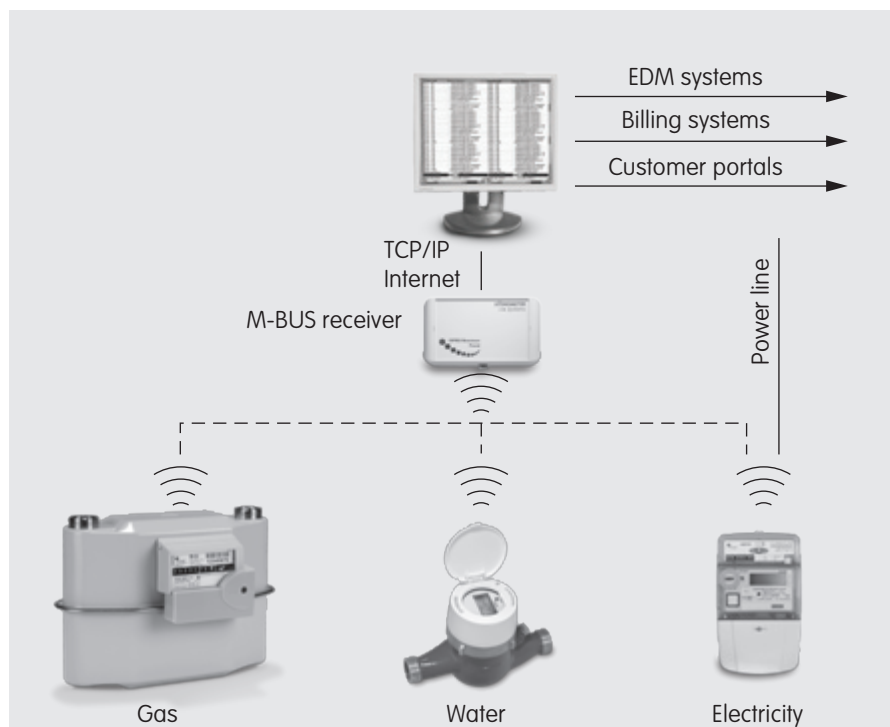 EDM systems
Billing systems
Customer portals
TCP/IP
Internet
M-BUS receiver
Power line
Gas
Water
Electricity